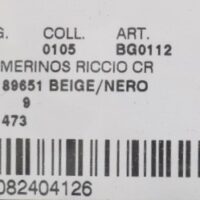 G. COLL. ART.
0105 BG0112
MERINOS RICCIO CR
89651 BEIGE/NERO
9
473
082404126